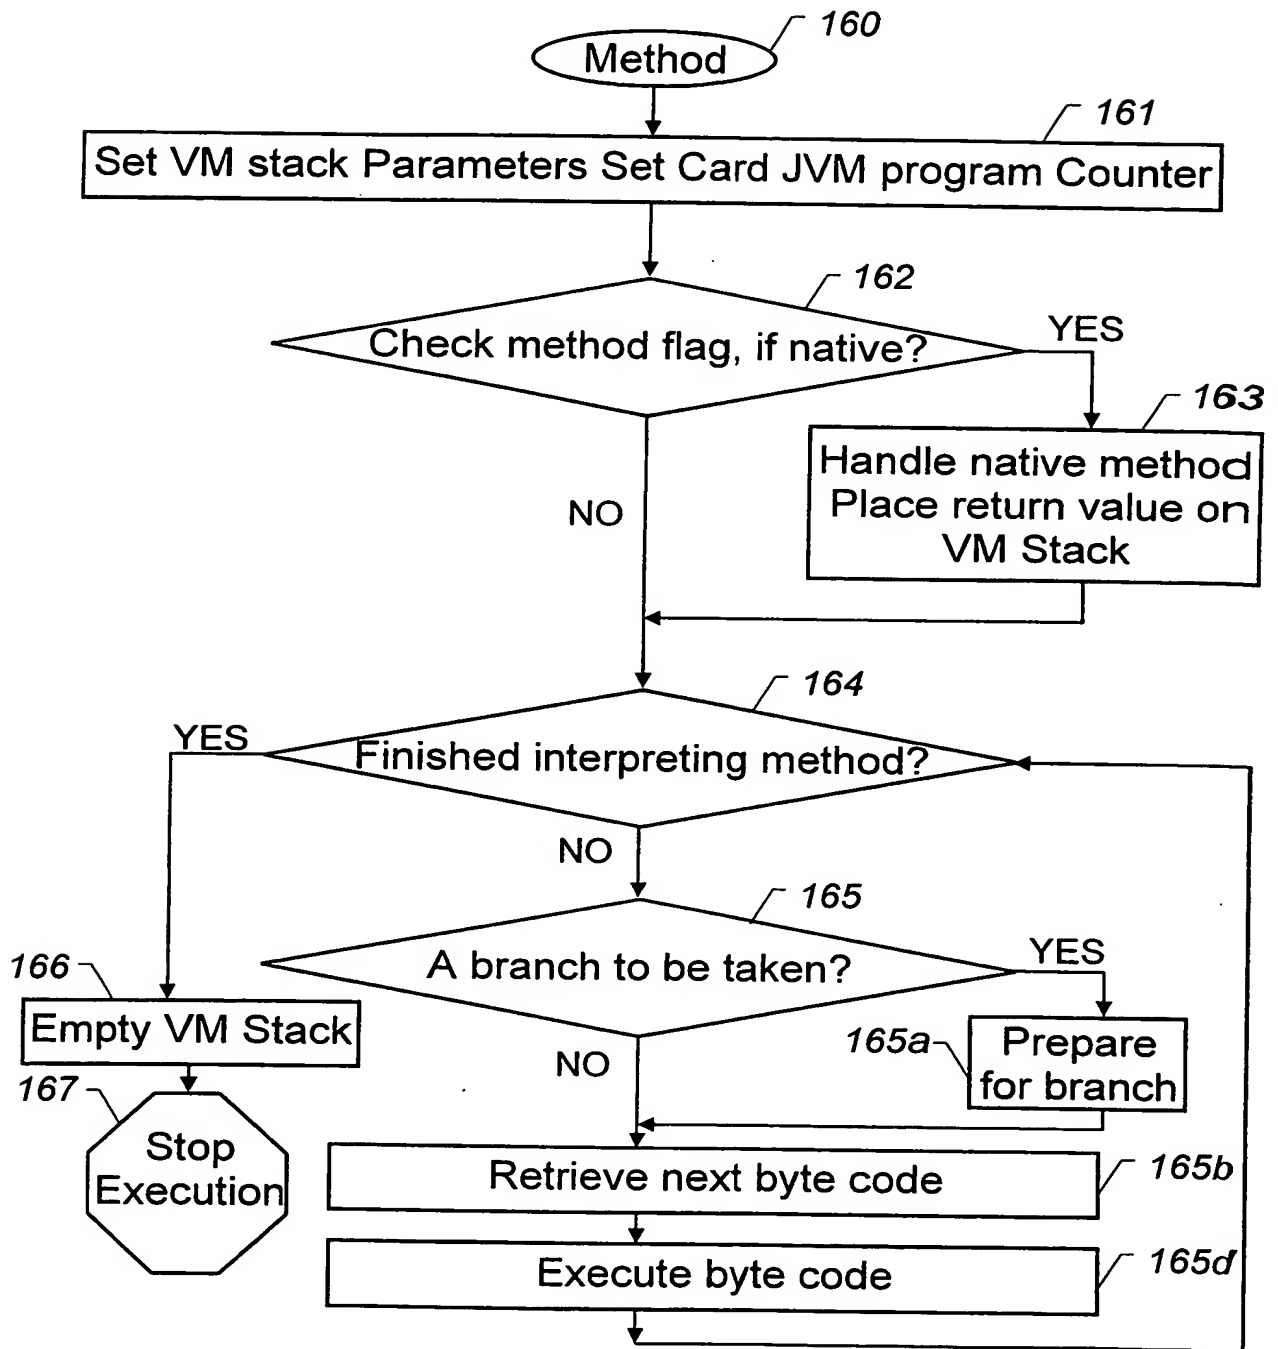 160
Method
161
Set VM stack Parameters Set Card JVM program Counter
162
Check method flag, if native?
YES
163
Handle native method
Place return value on
VM Stack
NO
164
YES
Finished interpreting method?
NO
165
A branch to be taken?
YES
166
Empty VM Stack
165a
Prepare
for branch
NO
167
Stop
Execution
Retrieve next byte code
165b
Execute byte code
165d